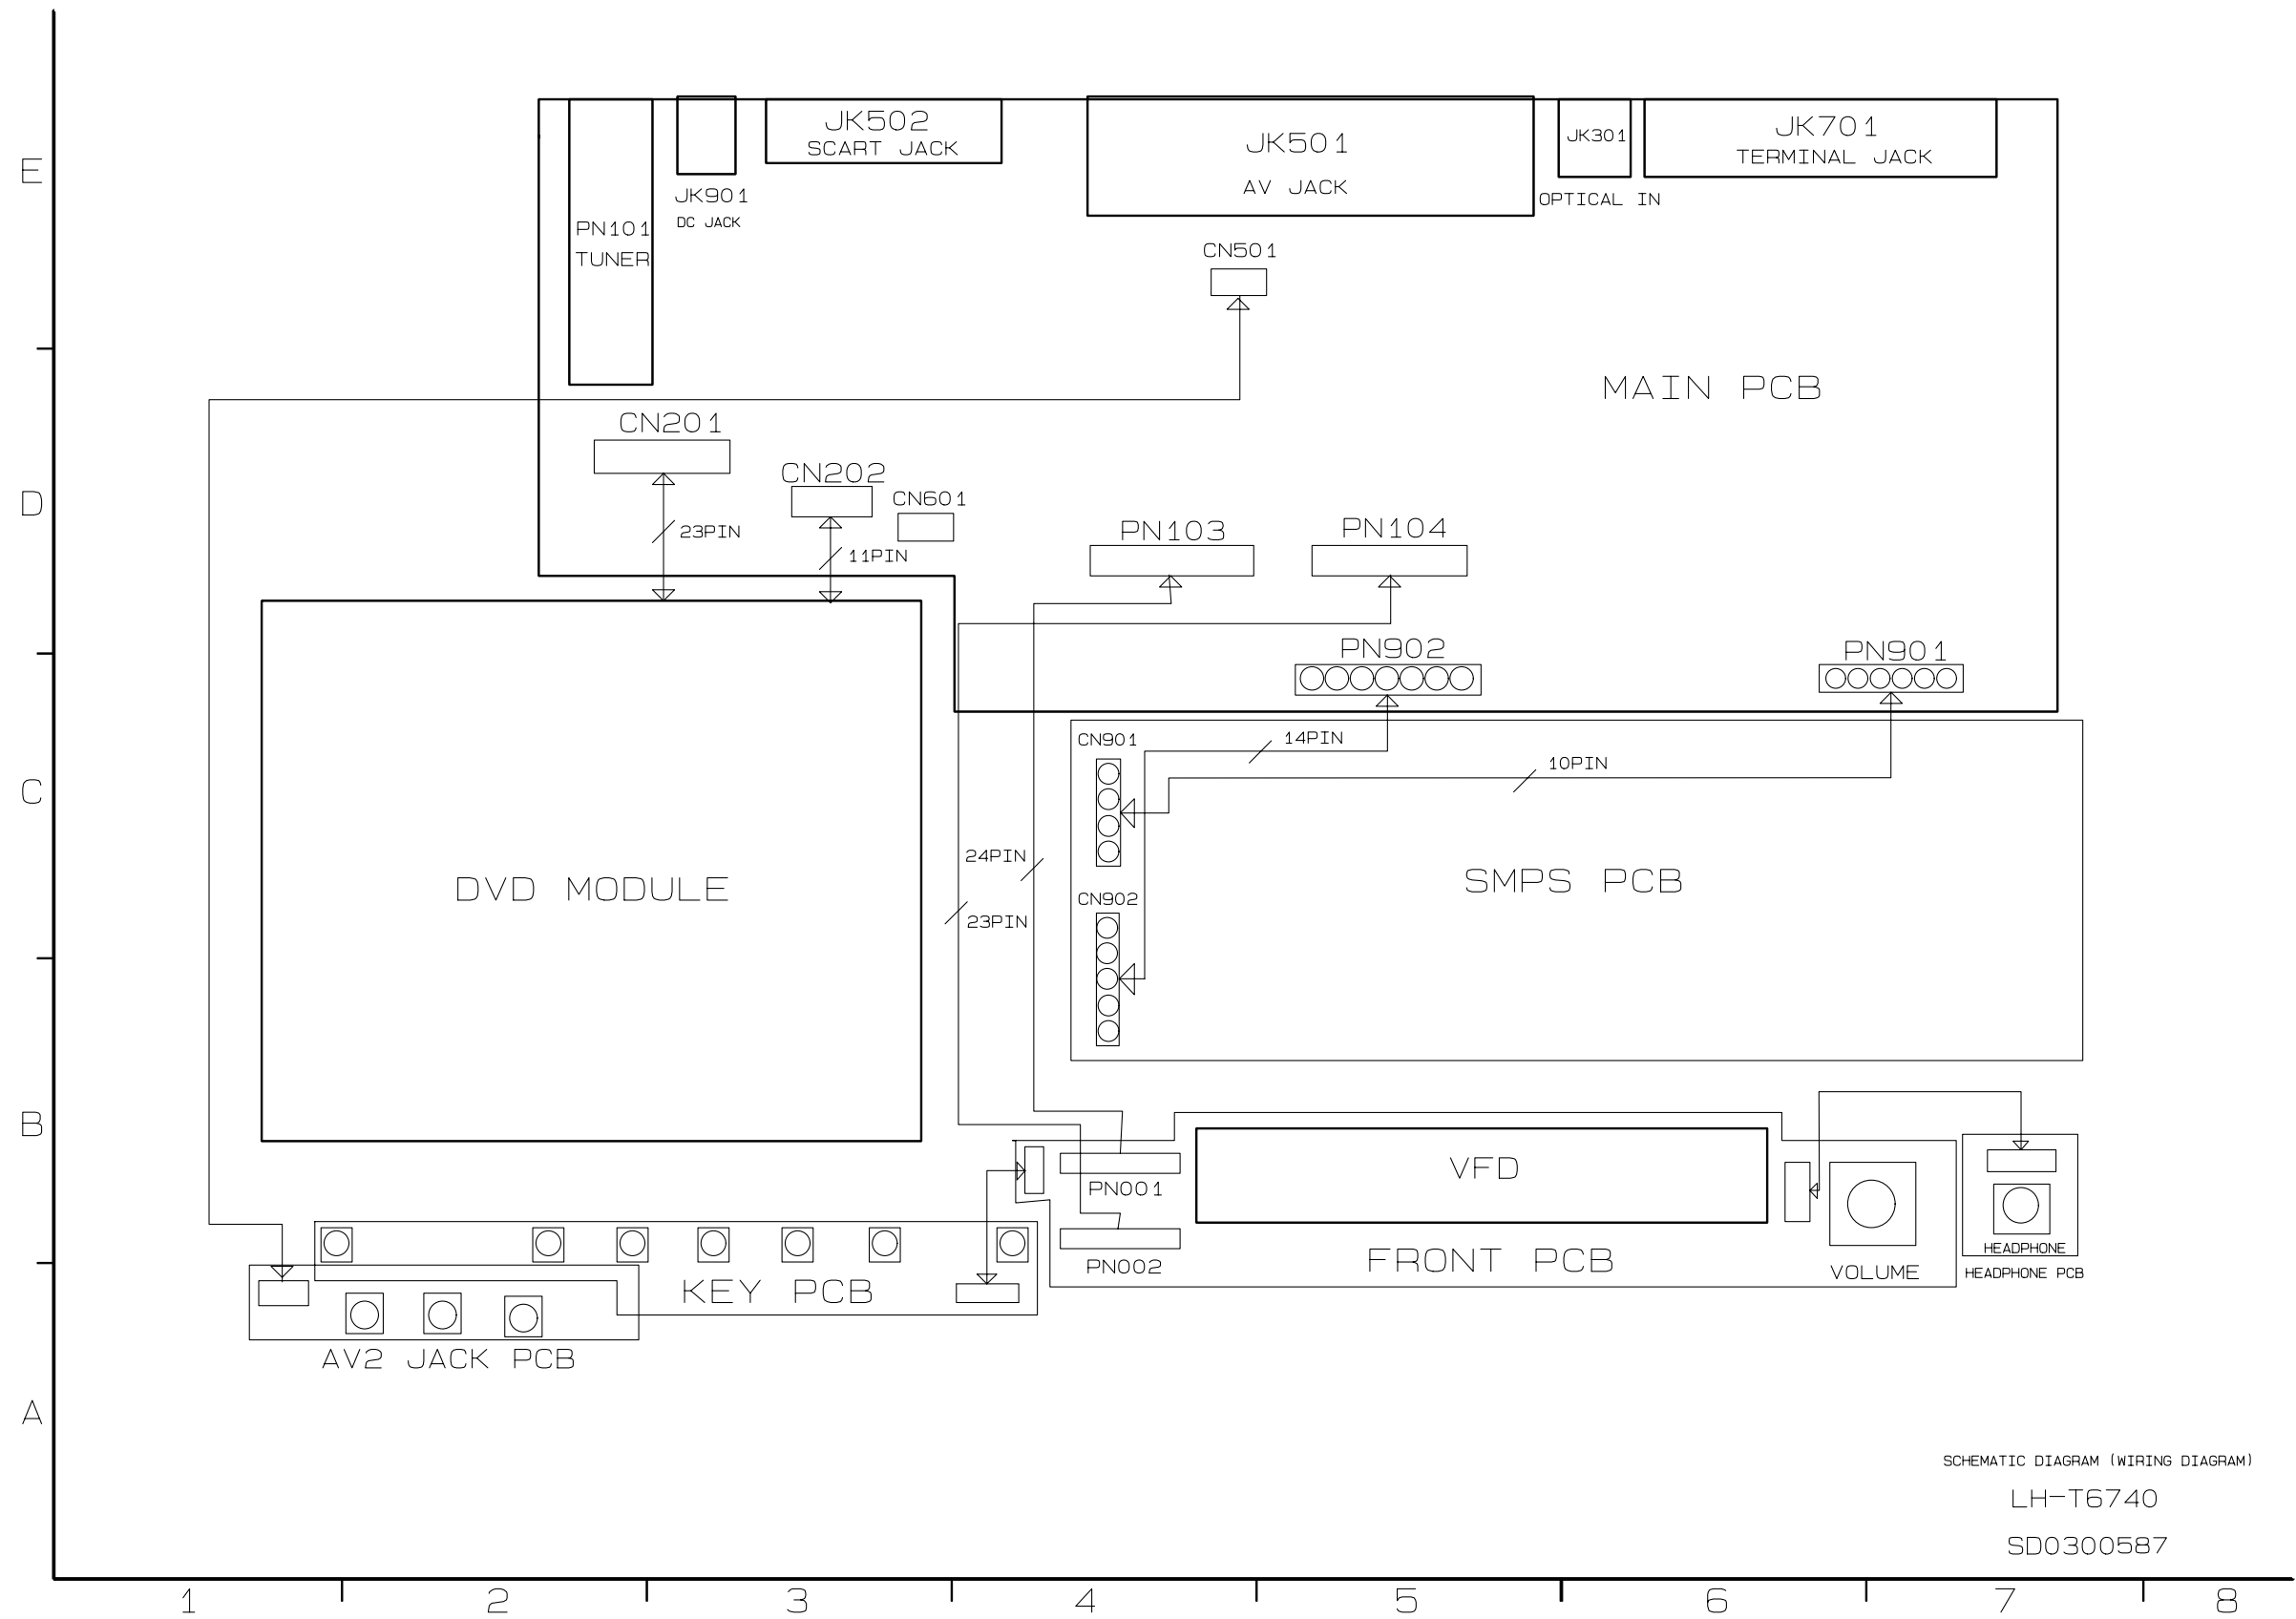 JK502
SCART JACK
JK501
AV JACK
JK301
JK701
TERMINAL JACK
E
JK901
DC JACK
OPTICAL IN
PN101
TUNER
CN501
MAIN PCB
CN201
CN202
CN601
D
23PIN
11PIN
PN103
PN104
PN902
PN901
CN901
14PIN
10PIN
C
24PIN
DVD MODULE
SMPS PCB
CN902
23PIN
B
VFD
PN001
FRONT PCB
HEADPHONE
PN002
VOLUME
HEADPHONE PCB
KEY PCB
AV2 JACK PCB
A
SCHEMATIC DIAGRAM (WIRING DIAGRAM)
LH-T6740
SD0300587
1 2 3 4 5 6 7 8